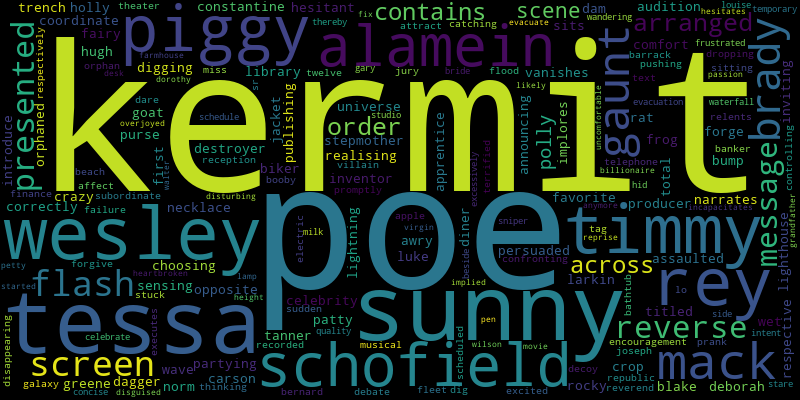 trench holly theater constantine hesitant contains scene dam audition fix louise temporary
coordinate piggy alamein attract catching sits wandering hesitates evacuate
introduce fairy hugh thereby arranged frustrated dropping
presented orphaned respectively digging miss library twelve gary jury bride flood vanishes comfort barrack pushing text sitting passion brady inviting
orphan desk farmhouse dorothy sr publishing gaunt
kermit
dare goat purse destroyer reception schedule stepmother universe jacket order studio realising villain announcing apprentice polly implores likely uncomfortable rat frog forge telephone billionaire hid evacuation waterfall relents banker bump total controlling
first crazy affect subordinate biker booby inventor promptly excessively terrified favorite producer narrates message
beach finance failure disturbing necklace water
correctly wesley poe electric milk apple virgin sniper lightning awry luke diner persuaded assaulted timmy tag reprise anymore incapacitates grandfather respective lighthouse
petty forgive choosing beside confronting across
started flash sensing opposite heartbroken lamp celebrity implied larkin bathtub rey
stuck height sunny titled lo wet
disappearing tessa executes sudden patty pen reverse side intent
celebrate tanner quality musical wilson movie encouragement prank
screen wave partying recorded schofield scheduled joseph mack
galaxy greene dagger norm carson thinking rocky crop republic reverend blake deborah stare
concise disguised bernard debate fleet dig excited decoy